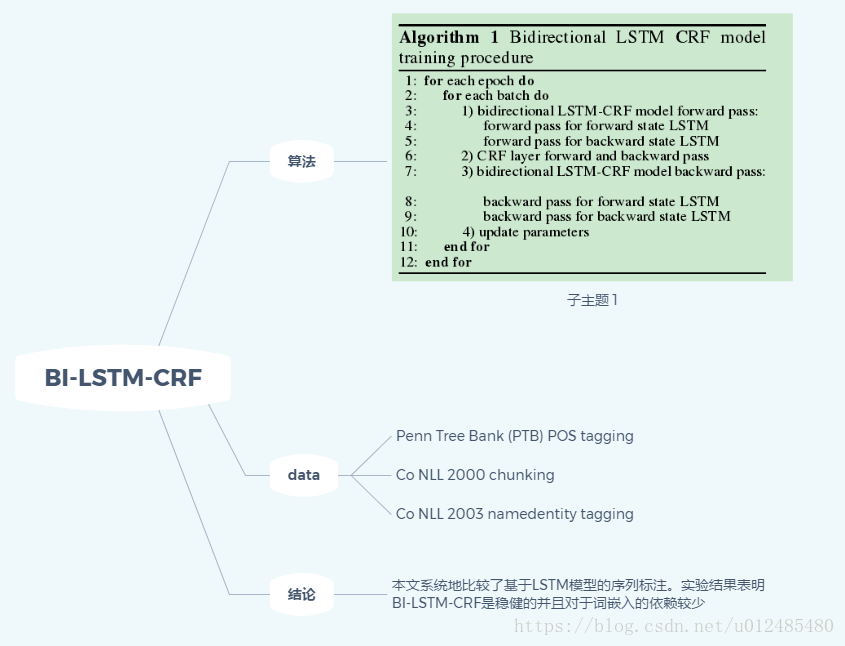 Algorithm 1 Bidirectional LSTM CRF model
training procedure
1: for each epoch do
2: for each batch do
3: 1) bidirectional LSTM-CRF model forward pass:
4: forward pass for forward state LSTM
5: forward pass for backward state LSTM
6: 2) CRF layer forward and backward pass
7: 3) bidirectional LSTM-CRF model backward pass:
8: backward pass for forward state LSTM
9: backward pass for backward state LSTM
10: 4) update parameters
11: end for
12: end for
算法
子主题 1
BI-LSTM-CRF
Penn Tree Bank (PTB) POS tagging
data
Co NLL 2000 chunking
Co NLL 2003 namedentity tagging
结论
本文系统地比较了基于LSTM模型的序列标注。实验结果表明
BI-LSTM-CRF是稳健的并且对于词嵌入的依赖较少
https://blog.csdn.net/u012485480